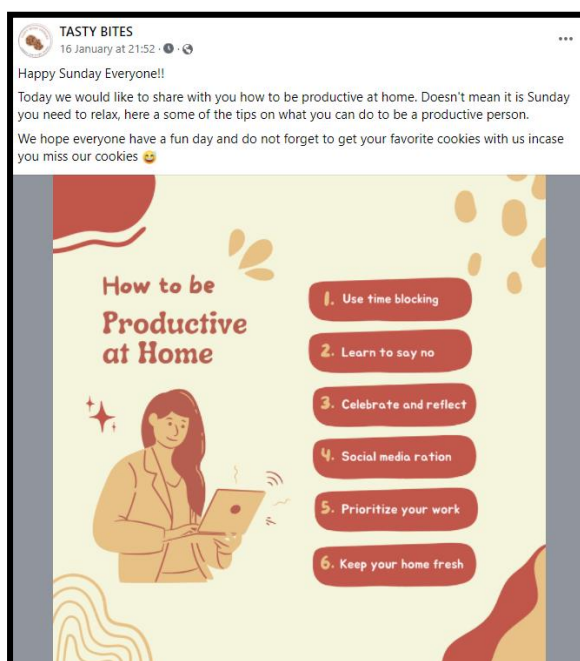 TASTY BITES
16 January at 21:52
Happy Sunday Everyone!!
Today we would like to share with you how to be productive at home. Doesn't mean it is Sunday
you need to relax, here a some of the tips on what you can do to be a productive person.
We hope everyone have a fun day and do not forget to get your favorite cookies with us incase
you miss our cookies 😅
How to be
Productive
at Home
1. Use time blocking
2. Learn to say no
3. Celebrate and reflect
4. Social media ration
5. Prioritize your work
6. Keep your home fresh